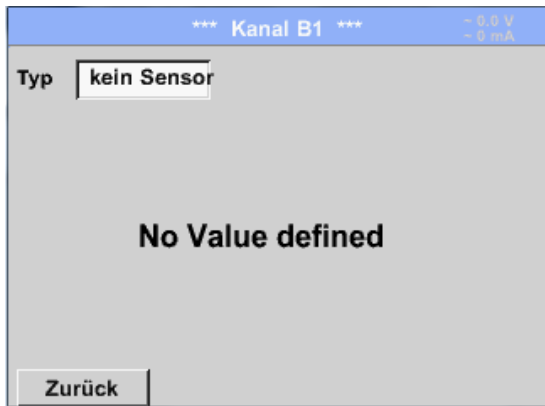 *** Kanal B1 ***
~ 0.0 V
~ 0 mA
Typ kein Sensor
No Value defined
Zurück